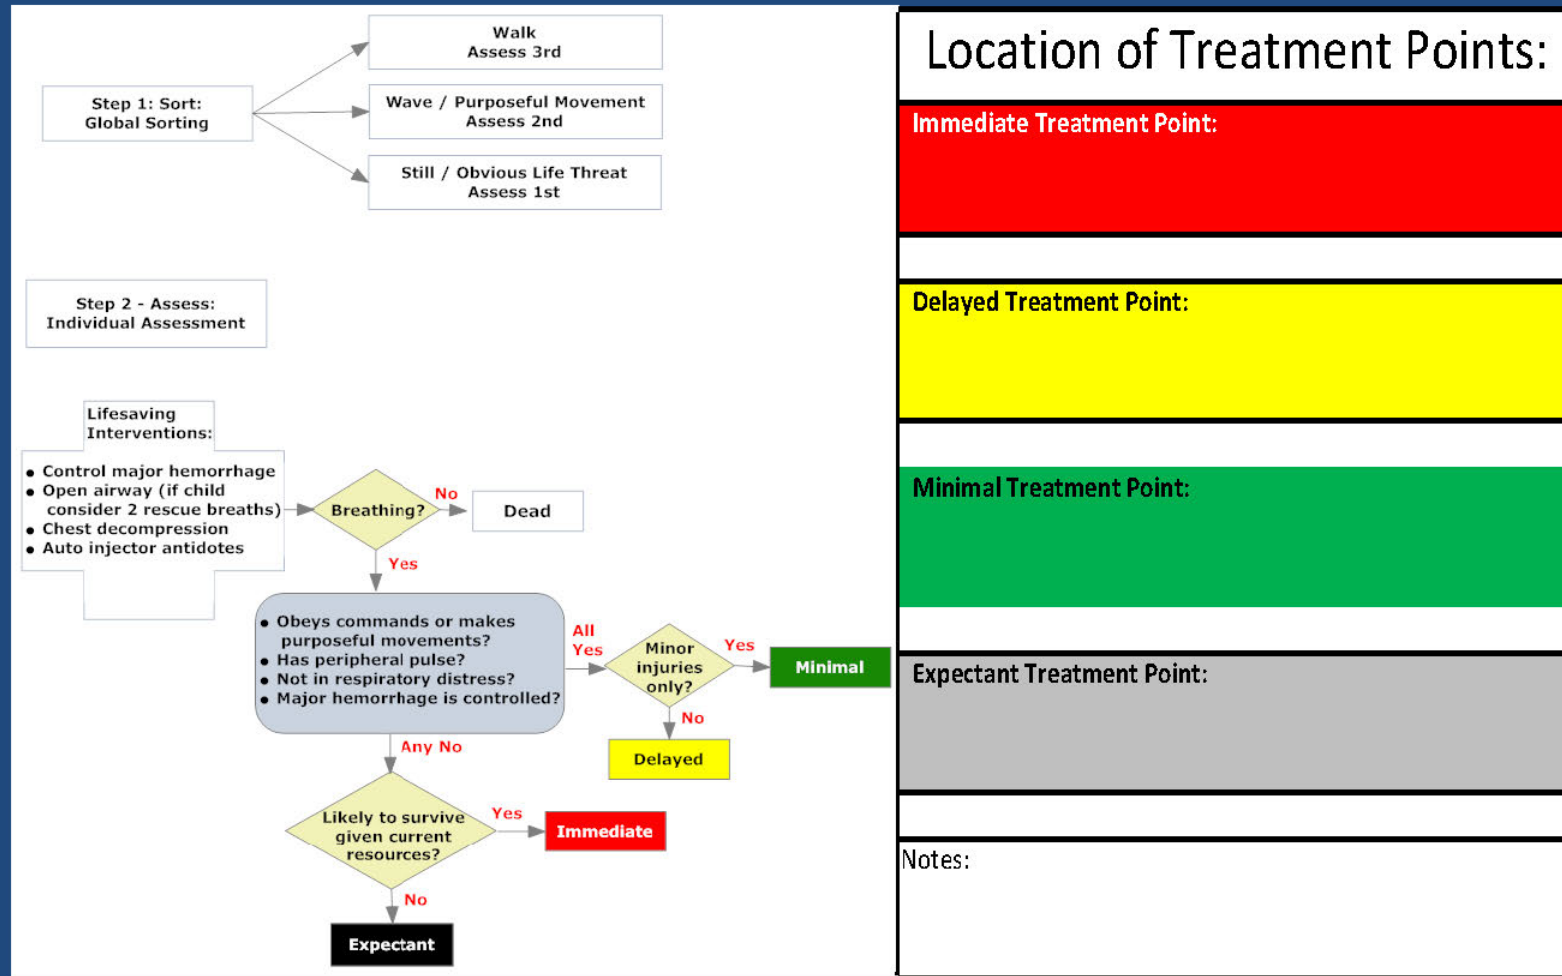 Walk
Assess 3rd
Step 1: Sort:
Global Sorting
Wave / Purposeful Movement
Assess 2nd
Still / Obvious Life Threat
Assess 1st
Step 2 - Assess:
Individual Assessment
Lifesaving
Interventions:
• Control major hemorrhage
• Open airway (if child
consider 2 rescue breaths)
• Chest decompression
• Auto injector antidotes
Breathing?
No
Dead
Yes
• Obeys commands or makes
purposeful movements?
• Has peripheral pulse?
• Not in respiratory distress?
• Major hemorrhage is controlled?
All
Yes
Minor
injuries
only?
Yes
Minimal
No
Delayed
Any No
Likely to survive
given current
resources?
Yes
Immediate
No
Expectant
Location of Treatment Points:
Immediate Treatment Point:
Delayed Treatment Point:
Minimal Treatment Point:
Expectant Treatment Point:
Notes: